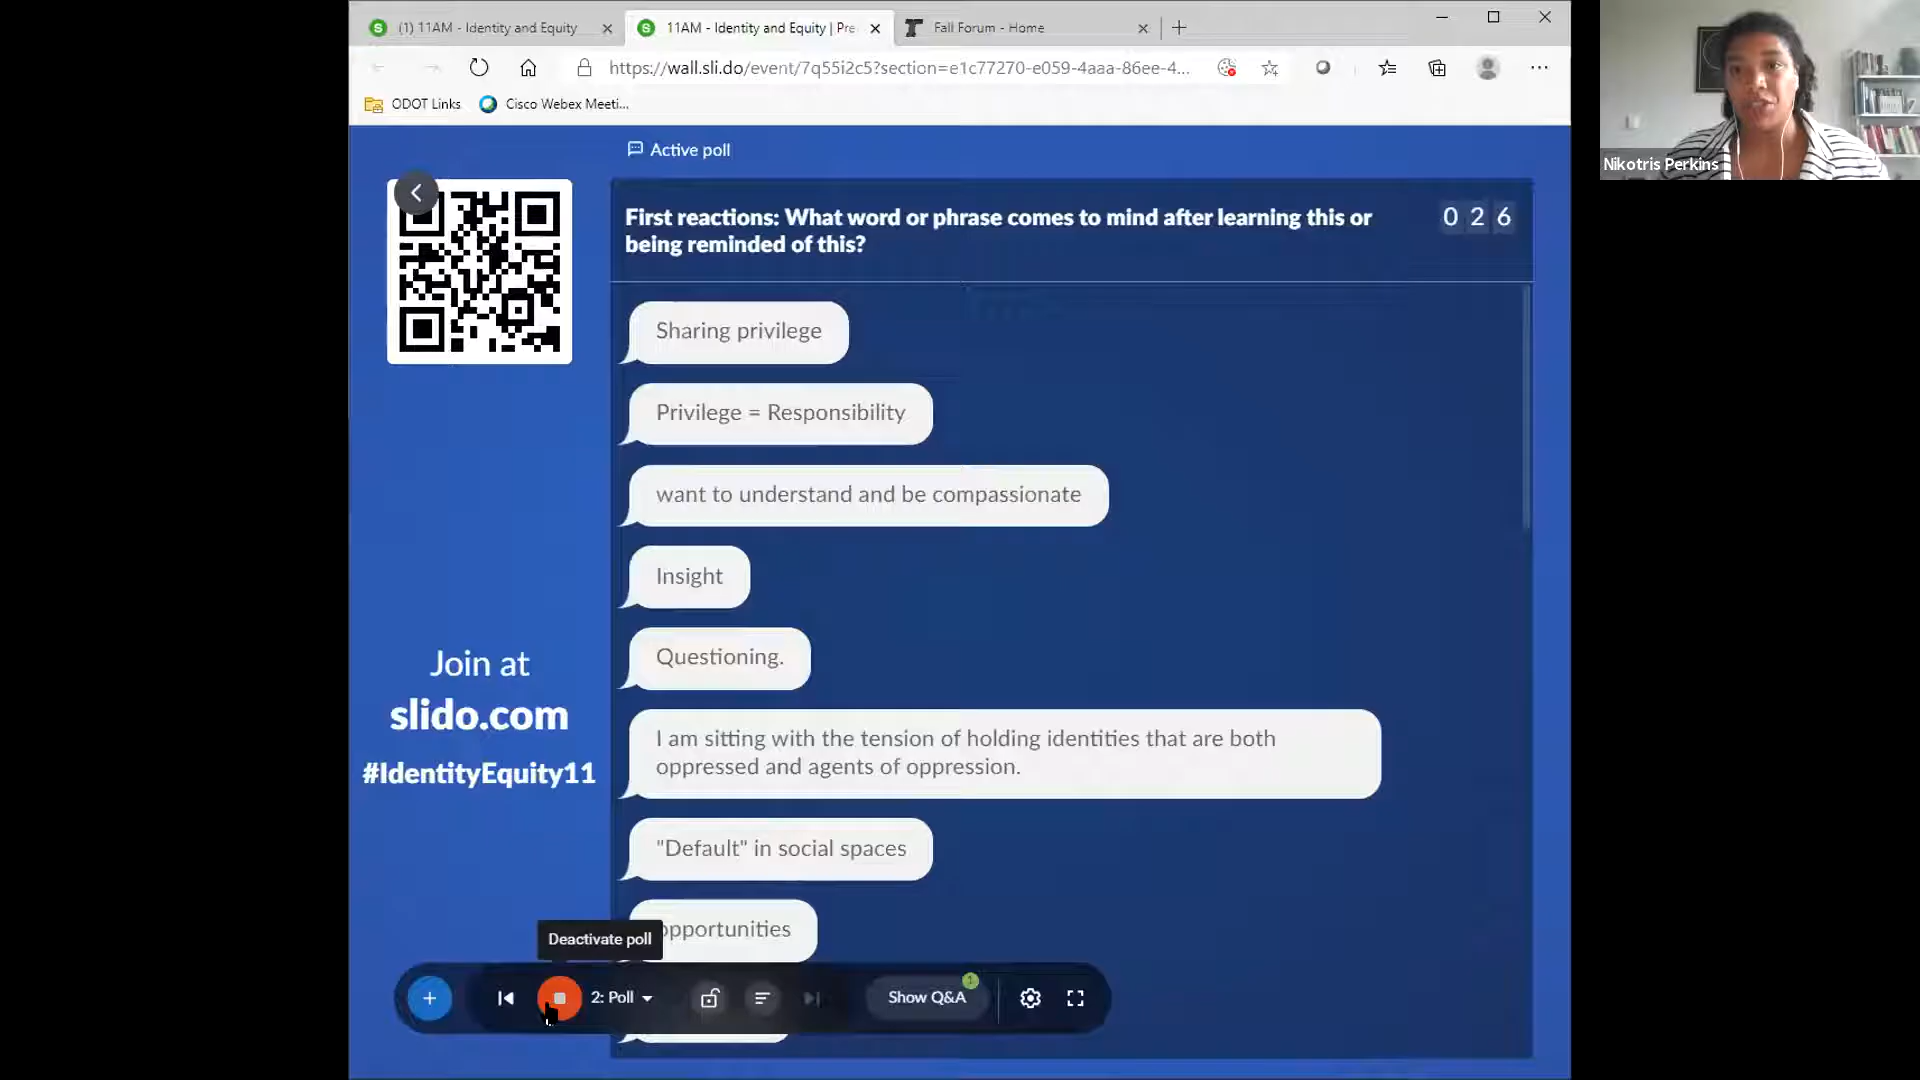 (1) 11AM - Identity and Equity
11AM - Identity and Equity | Pre
Fall Forum - Home
https://wall.sli.do/event/7q55i2c5?section=e1c77270-e059-4aaa-86ee-4...
ODOT Links
Cisco Webex Meeti...
Nikotris Perkins
Active poll
First reactions: What word or phrase comes to mind after learning this or
being reminded of this?
0 2 6
Sharing privilege
Privilege = Responsibility
want to understand and be compassionate
Insight
Questioning.
I am sitting with the tension of holding identities that are both
oppressed and agents of oppression.
"Default" in social spaces
opportunities
Join at
slido.com
#IdentityEquity11
Deactivate poll
2: Poll
Show Q&A
1